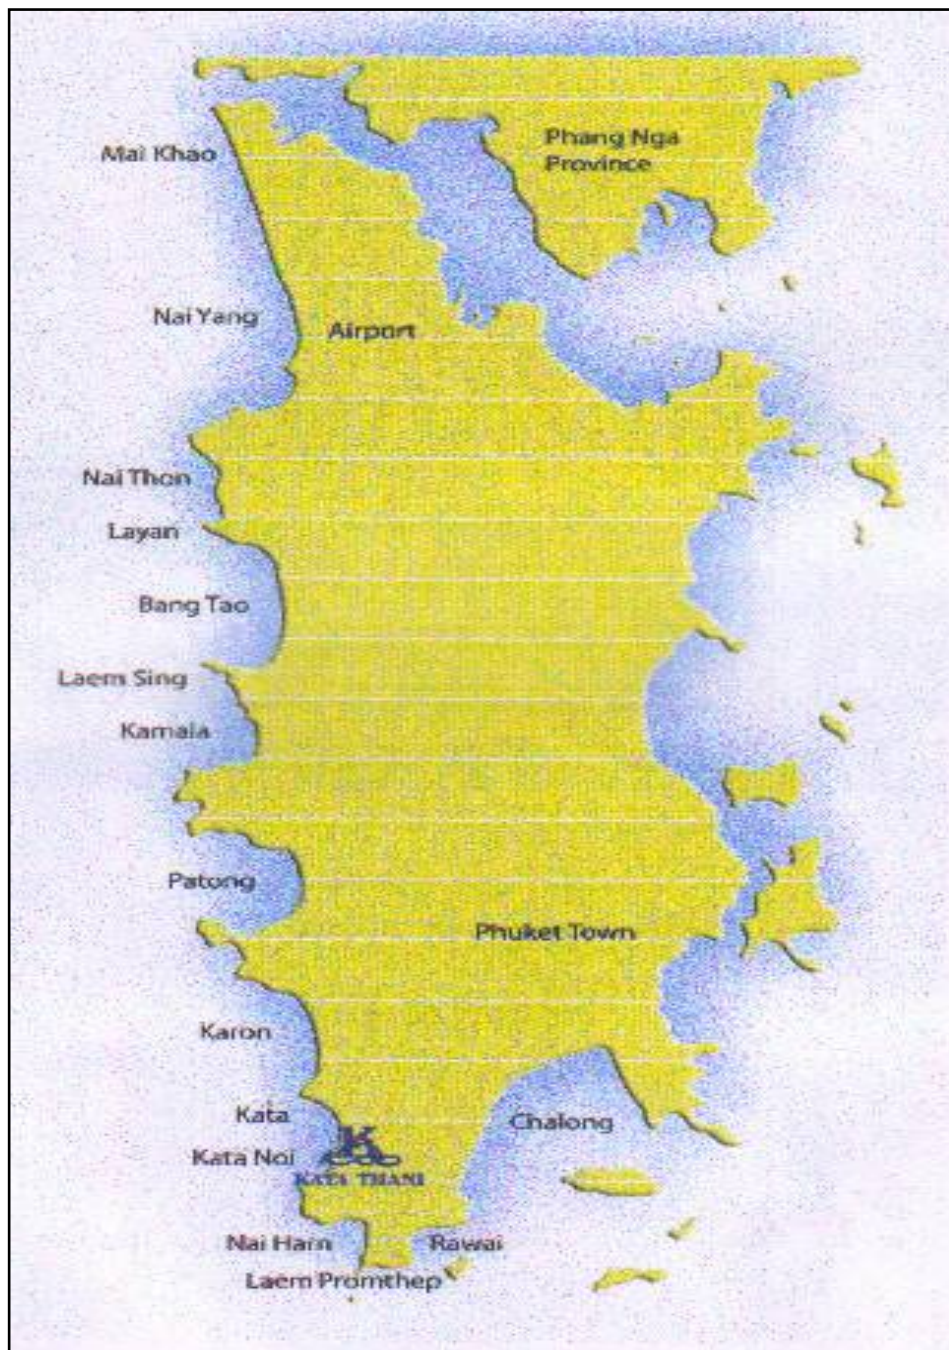 Phang Nga
Province
Mai Khao
Nai Yang
Airport
Nai Thon
Layan
Bang Tao
Laem Sing
Kamala
Patong
Phuket Town
Karon
Kata
Chalong
K
Kata Noi
KATA THANI
Nai Harn
Rawai
Laem Promthep